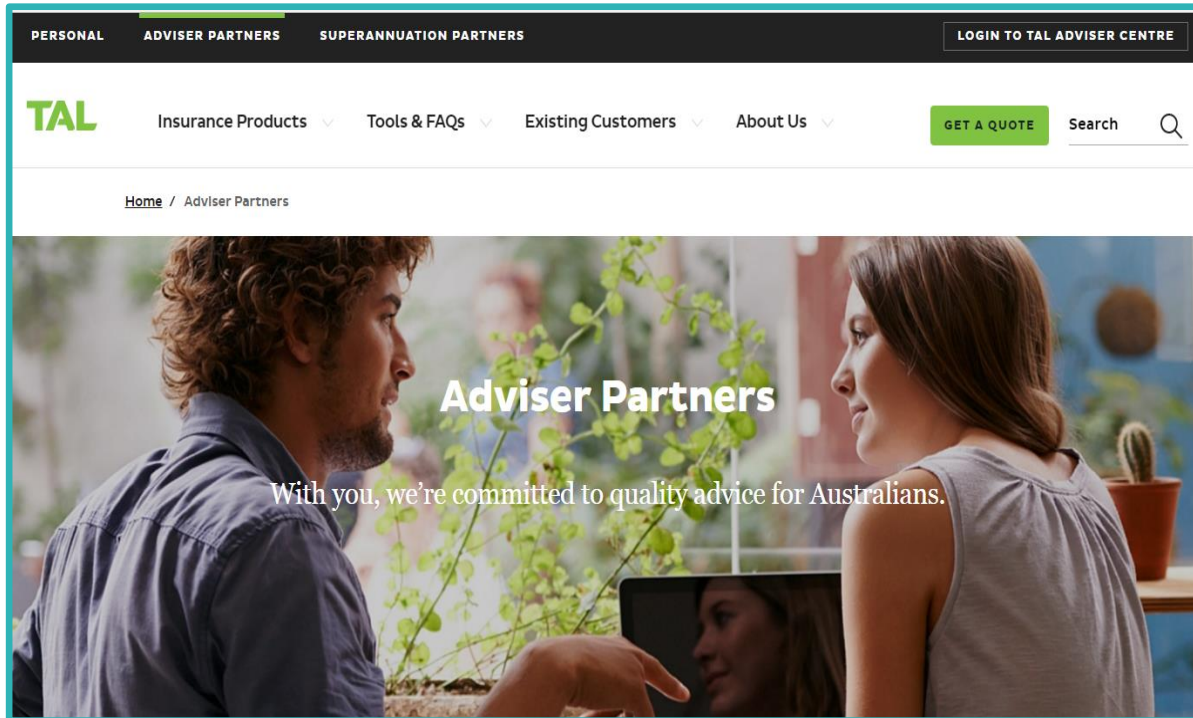 PERSONAL ADVISER PARTNERS SUPERANNUATION PARTNERS LOGIN TO TAL ADVISER CENTRE
TAL Insurance Products Tools & FAQs Existing Customers About Us GET A QUOTE Search
Home / Adviser Partners
Adviser Partners
With you, we're committed to quality advice for Australians.